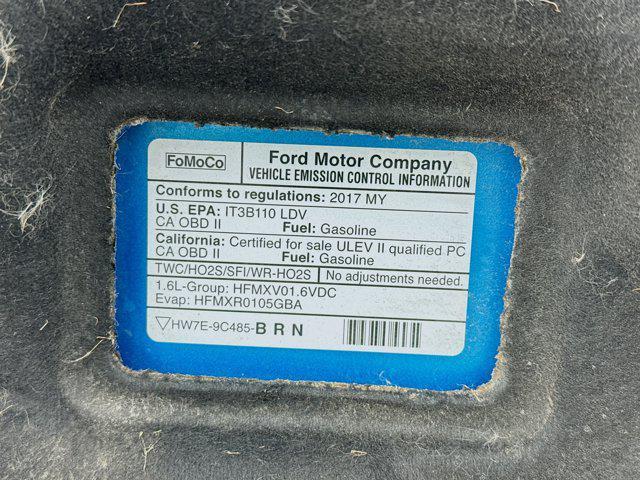 FoMoCo
Ford Motor Company
VEHICLE EMISSION CONTROL INFORMATION
Conforms to regulations: 2017 MY
U.S. EPA: IT3B110 LDV
CA OBD II Fuel: Gasoline
California: Certified for sale ULEV II qualified PC
CA OBD II Fuel: Gasoline
TWC/HO2S/SFI/WR-HO2S No adjustments needed.
1.6L-Group: HFMXV01.6VDC
Evap: HFMXR0105GBA
HW7E-9C485-BRN